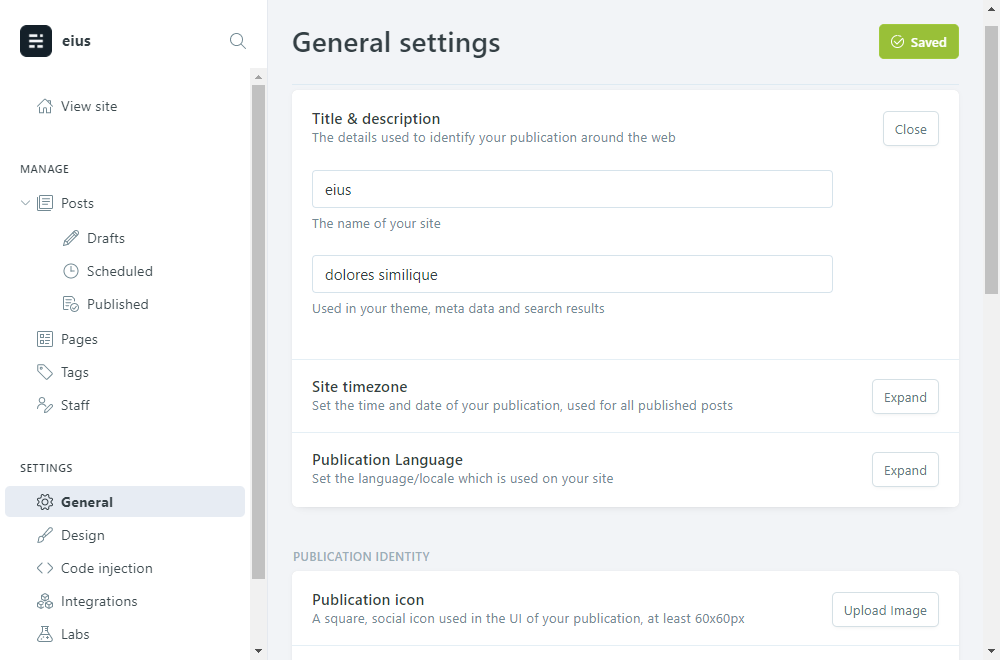 eius
View site
MANAGE
Posts
Drafts
Scheduled
Published
Pages
Tags
Staff
SETTINGS
General
Design
Code injection
Integrations
Labs
General settings
Saved
Title & description
The details used to identify your publication around the web
Close
eius
The name of your site
dolores similique
Used in your theme, meta data and search results
Site timezone
Set the time and date of your publication, used for all published posts
Expand
Publication Language
Set the language/locale which is used on your site
Expand
PUBLICATION IDENTITY
Publication icon
A square, social icon used in the UI of your publication, at least 60x60px
Upload Image